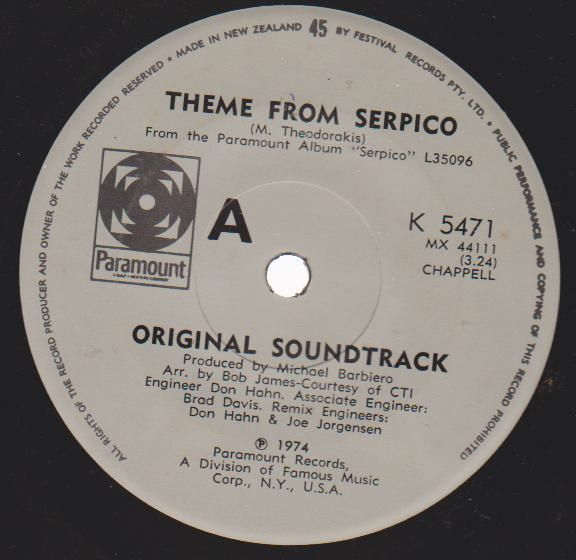 ALL RIGHTS OF THE RECORD PRODUCER AND OWNER OF THE WORK RECORDED RESERVED • MADE IN NEW ZEALAND 45 BY FESTIVAL RECORDS PTY. LTD. • PUBLIC PERFORMANCE AND COPYING OF THIS RECORD PROHIBITED
THEME FROM SERPICO
(M. Theodorakis)
From the Paramount Album "Serpico" L35096
Paramount
A
K 5471
MX 44111
(3.24)
CHAPPELL
ORIGINAL SOUNDTRACK
Produced by Michael Barbiero
Arr. by Bob James-Courtesy of CTI
Engineer Don Hahn. Associate Engineer:
Brad Davis. Remix Engineers:
Don Hahn & Joe Jorgensen
℗ 1974
Paramount Records,
A Division of Famous Music
Corp., N.Y., U.S.A.